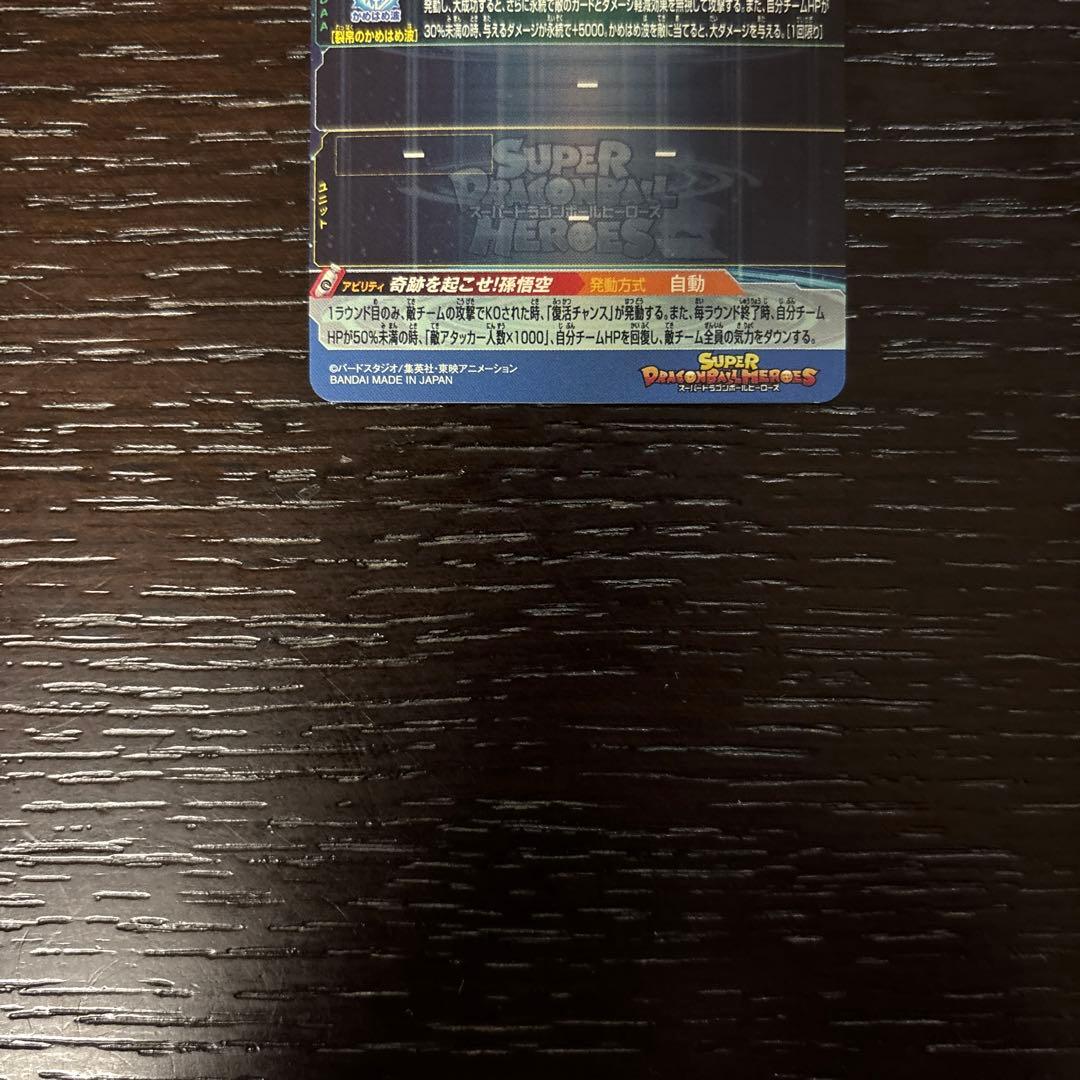 DAA
かめはめ波
[裂帛のかめはめ波]
発動し、大成功すると、さらに永続で敵のガードとダメージ軽減効果を無視して攻撃する。また、自分チームHPが
30%未満の時、与えるダメージが永続で+6000。かめはめ波を敵に当てると、大ダメージを与える。[1回限り]
ー
ー ー
ー
ユニット
SUPER
DRAGONBALL
スーパードラゴンボールヒーローズ
HEROES
アビリティ 奇跡を起こせ!孫悟空 発動方式 自動
1ラウンド目のみ、敵チームの攻撃でKOされた時、「復活チャンス」が発動する。また、毎ラウンド終了時、自分チーム
HPが50%未満の時、「敵アタッカー人数×1000」、自分チームHPを回復し、敵チーム全員の気力をダウンする。
©バードスタジオ/集英社・東映アニメーション
BANDAI MADE IN JAPAN
SUPER
DRAGONBALL HEROES
スーパードラゴンボールヒーローズ